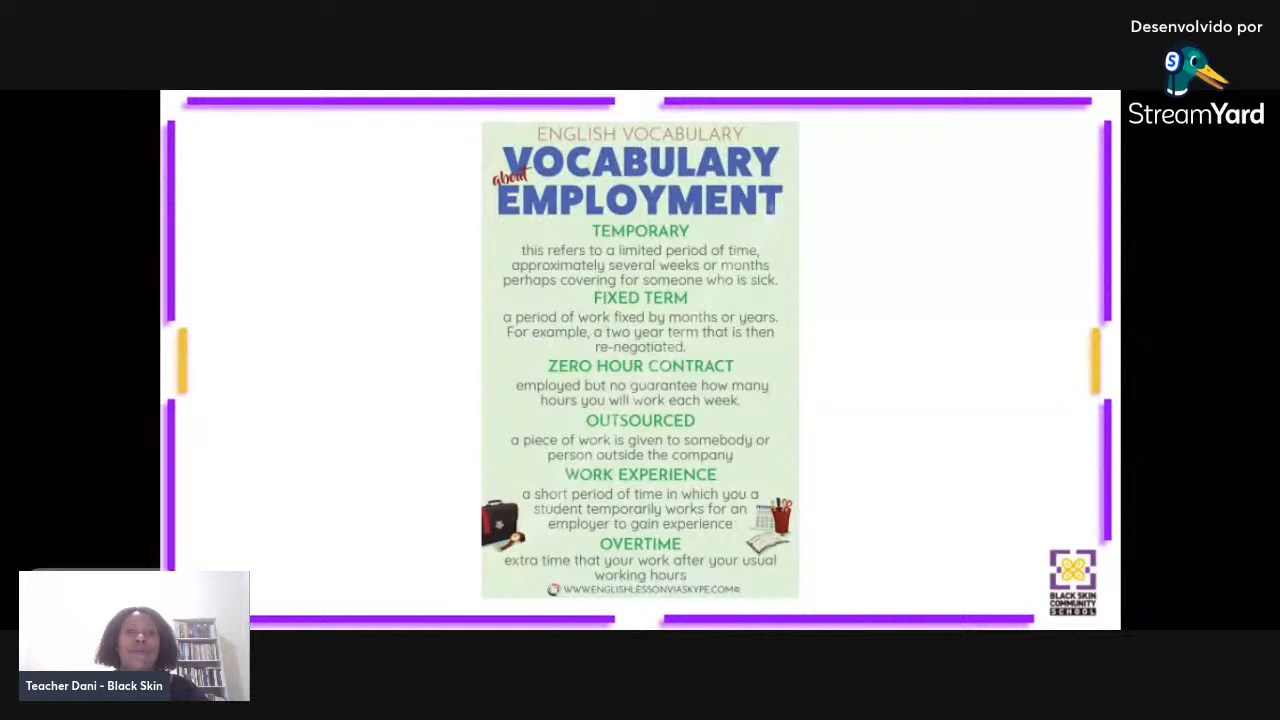 Desenvolvido por
StreamYard
ENGLISH VOCABULARY
VOCABULARY
about
EMPLOYMENT
TEMPORARY
this refers to a limited period of time,
approximately several weeks or months
perhaps covering for someone who is sick.
FIXED TERM
a period of work fixed by months or years.
For example, a two year term that is then
re-negotiated.
ZERO HOUR CONTRACT
employed but no guarantee how many
hours you will work each week.
OUTSOURCED
a piece of work is given to somebody or
person outside the company
WORK EXPERIENCE
a short period of time in which you a
student temporarily works for an
employer to gain experience
OVERTIME
extra time that your work after your usual
working hours
WWW.ENGLISHLESSONVIASKYPE.COM©
BLACK SKIN
COMMUNITY
SCHOOL
Teacher Dani - Black Skin